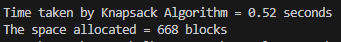 Time taken by Knapsack Algorithm = 0.52 seconds
The space allocated = 668 blocks